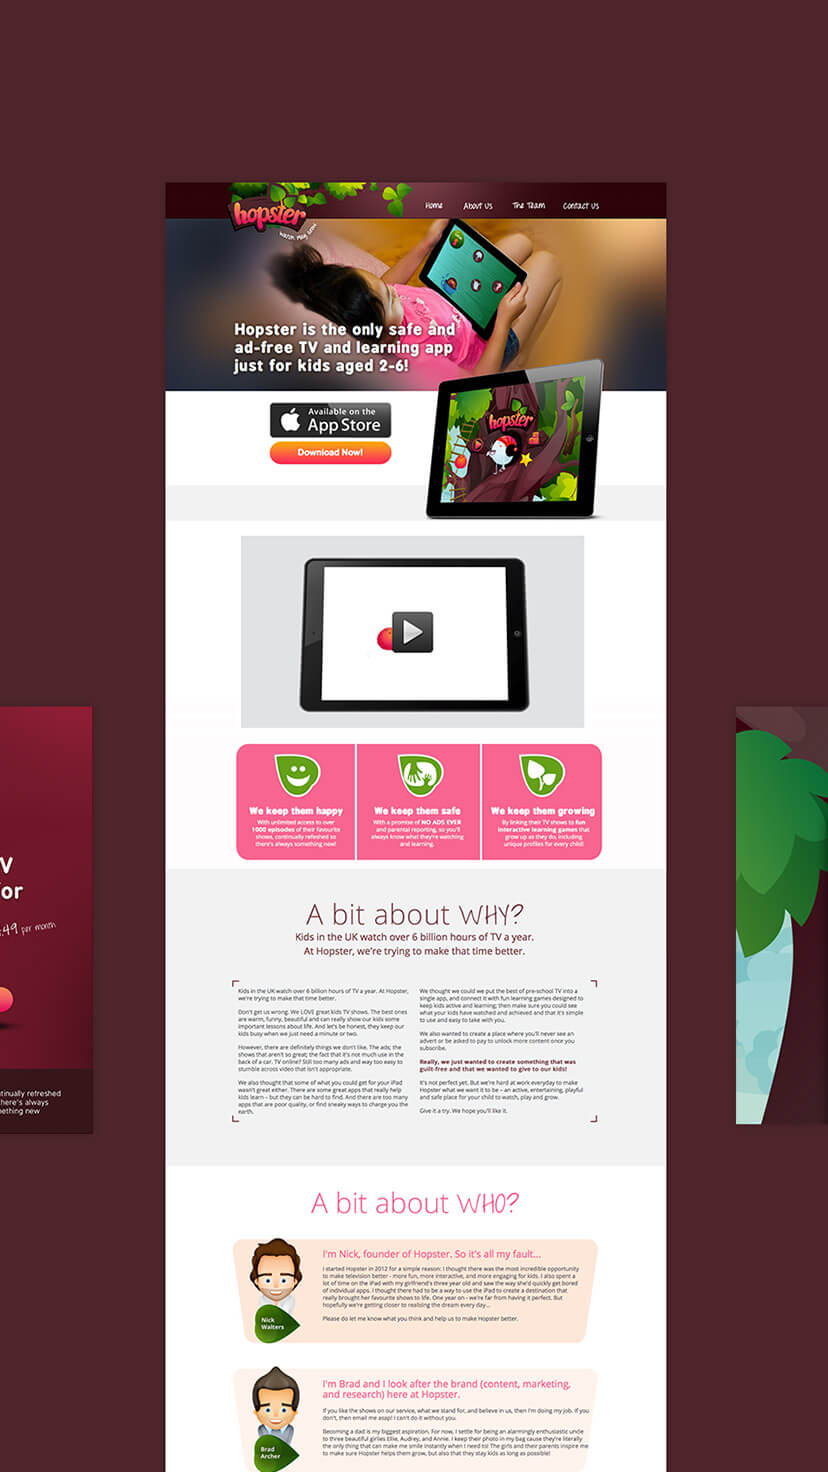 hopster
watch play grow
Home
About Us
The Team
Contact Us
Hopster is the only safe and
ad-free TV and learning app
just for kids aged 2-6!
Available on the
App Store
Download Now!
hopster
We keep them happy
With unlimited access to over
1000 episodes of their favourite
shows, continually refreshed so
there's always something new!
We keep them safe
With a promise of NO ADS EVER
and parental reporting, so you'll
always know what they're watching
and learning.
We keep them growing
By linking their TV shows to fun
interactive learning games that
grow up as they do, including
unique profiles for every child!
V
for
.49 per month
tinually refreshed
there's always
mething new
A bit about WHY?
Kids in the UK watch over 6 billion hours of TV a year.
At Hopster, we're trying to make that time better.
Kids in the UK watch over 6 billion hours of TV a year. At Hopster,
we're trying to make that time better.
Don't get us wrong. We LOVE great kids TV shows. The best ones
are warm, funny, beautiful and can really show our kids some
important lessons about life. And let's be honest, they keep our
kids busy when we just need a minute or two.
However, there are definitely things we don't like. The ads; the
shows that aren't so great; the fact that it's not much use in the
back of a car. TV online? Still too many ads and way too easy to
stumble across video that isn't appropriate.
We also thought that some of what you could get for your iPad
wasn't great either. There are some great apps that really help
kids learn – but they can be hard to find. And there are too many
apps that are poor quality, or find sneaky ways to charge you the
earth.
We thought we could we put the best of pre-school TV into a
single app, and connect it with fun learning games designed to
keep kids active and learning; then make sure you could see
what your kids have watched and achieved and that it's simple
to use and easy to take with you.
We also wanted to create a place where you'll never see an
advert or be asked to pay to unlock more content once you
subscribe.
Really, we just wanted to create something that was
guilt-free and that we wanted to give to our kids!
It's not perfect yet. But we're hard at work everyday to make
Hopster what we want it to be – an active, entertaining, playful
and safe place for your child to watch, play and grow.
Give it a try. We hope you'll like it.
A bit about WHO?
I'm Nick, founder of Hopster. So it's all my fault...
I started Hopster in 2012 for a simple reason: I thought there was the most incredible opportunity
to make television better - more fun, more interactive, and more engaging for kids. I also spent a
lot of time on the iPad with my girlfriend's three year old and saw the way she'd quickly get bored
of individual apps. I thought there had to be a way to use the iPad to create a destination that
really brought her favourite shows to life. One year on - we're far from having it perfect. But
hopefully we're getting closer to realising the dream every day...
Please do let me know what you think and help us to make Hopster better.
Nick
Walters
I'm Brad and I look after the brand (content, marketing,
and research) here at Hopster.
If you like the shows on our service, what we stand for, and believe in us, then I'm doing my job. If you
don't, then email me asap! I can't do it without you.
Becoming a dad is my biggest aspiration. For now, I settle for being an alarmingly enthusiastic uncle
to three beautiful girlies Ellie, Audrey, and Annie. I keep their photo in my bag cause they're literally
the only thing that can make me smile instantly when I need to! The girls and their parents inspire me
to make sure Hopster helps them grow, but also that they stay kids as long as possible!
Brad
Archer